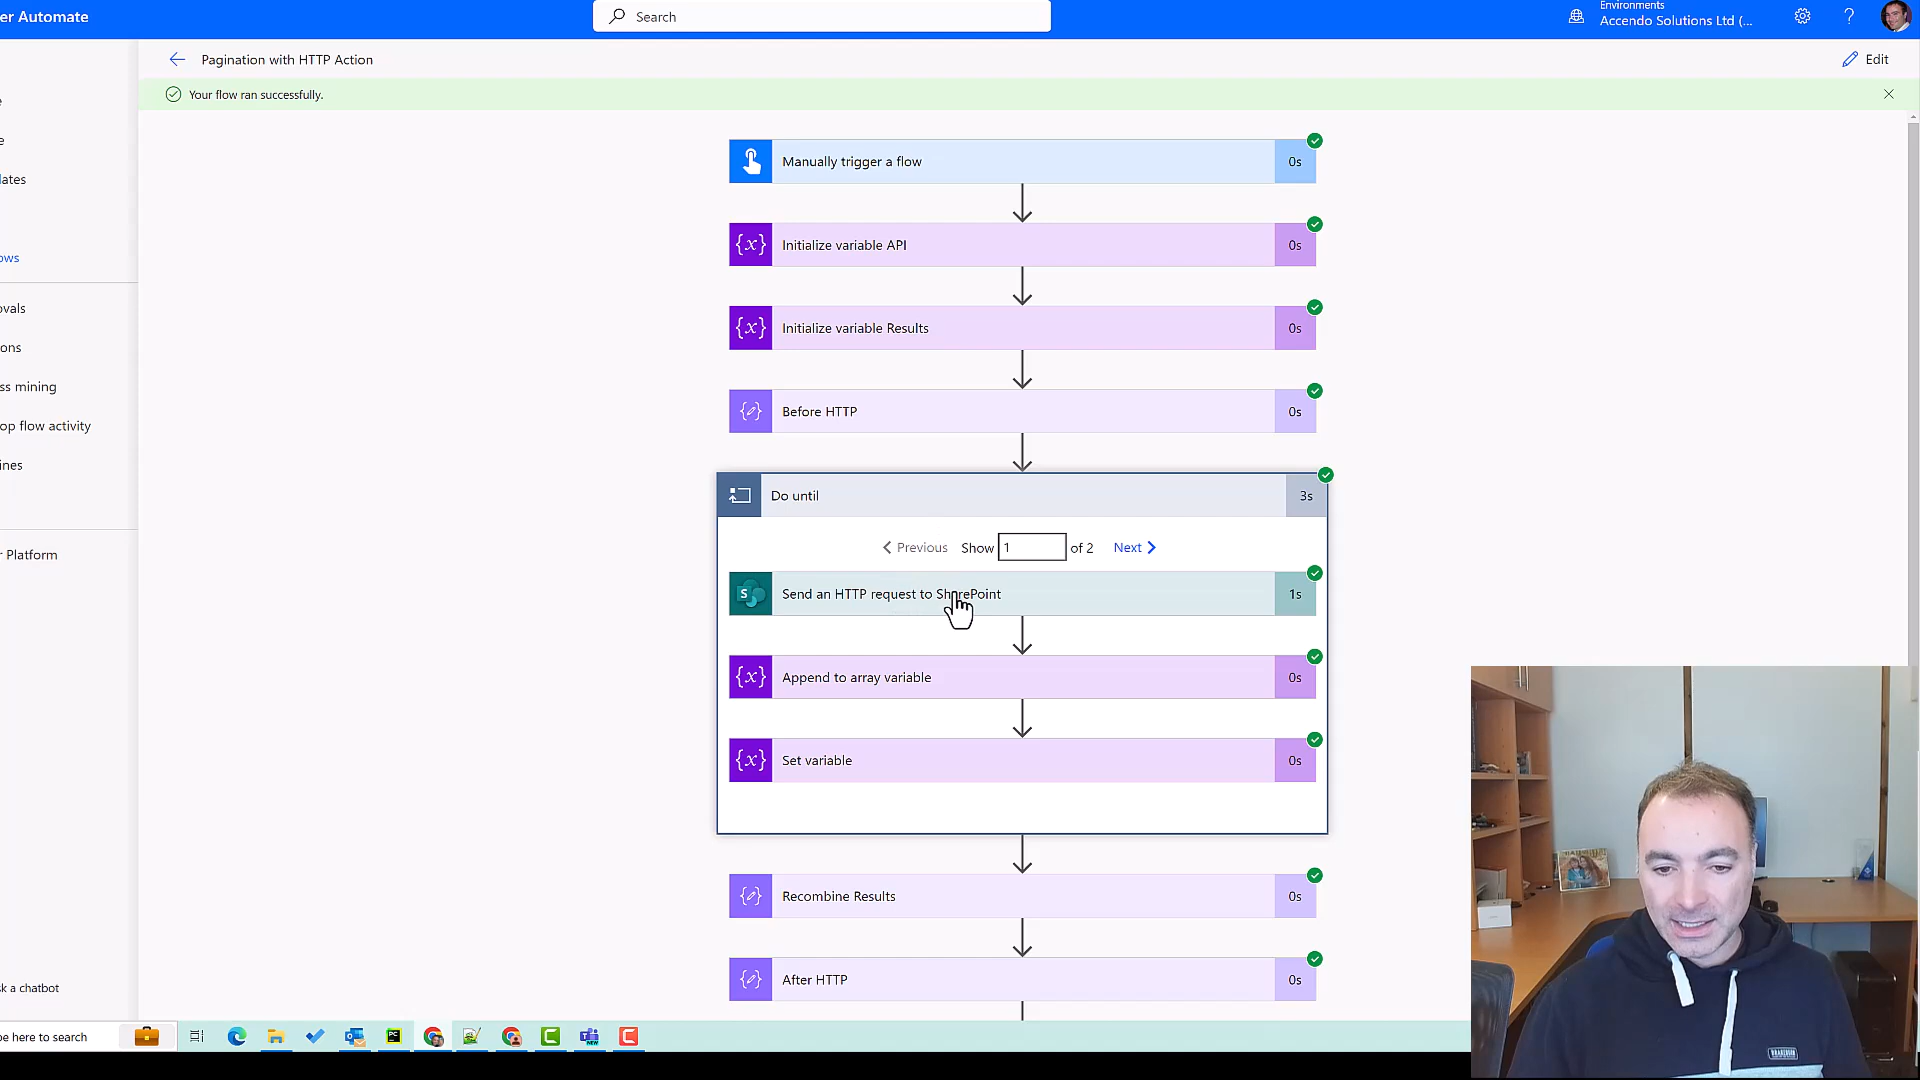 er Automate
Search
Environments
Accendo Solutions Ltd (...
?
Pagination with HTTP Action
Edit
Your flow ran successfully.
e
e
lates
ows
ovals
ons
ss mining
op flow activity
ines
r Platform
k a chatbot
Manually trigger a flow
0s
{x} Initialize variable API
0s
{x} Initialize variable Results
0s
Before HTTP
0s
Do until
3s
Previous Show 1 of 2 Next
S Send an HTTP request to SharePoint
1s
{x} Append to array variable
0s
{x} Set variable
0s
Recombine Results
0s
After HTTP
0s
pe here to search